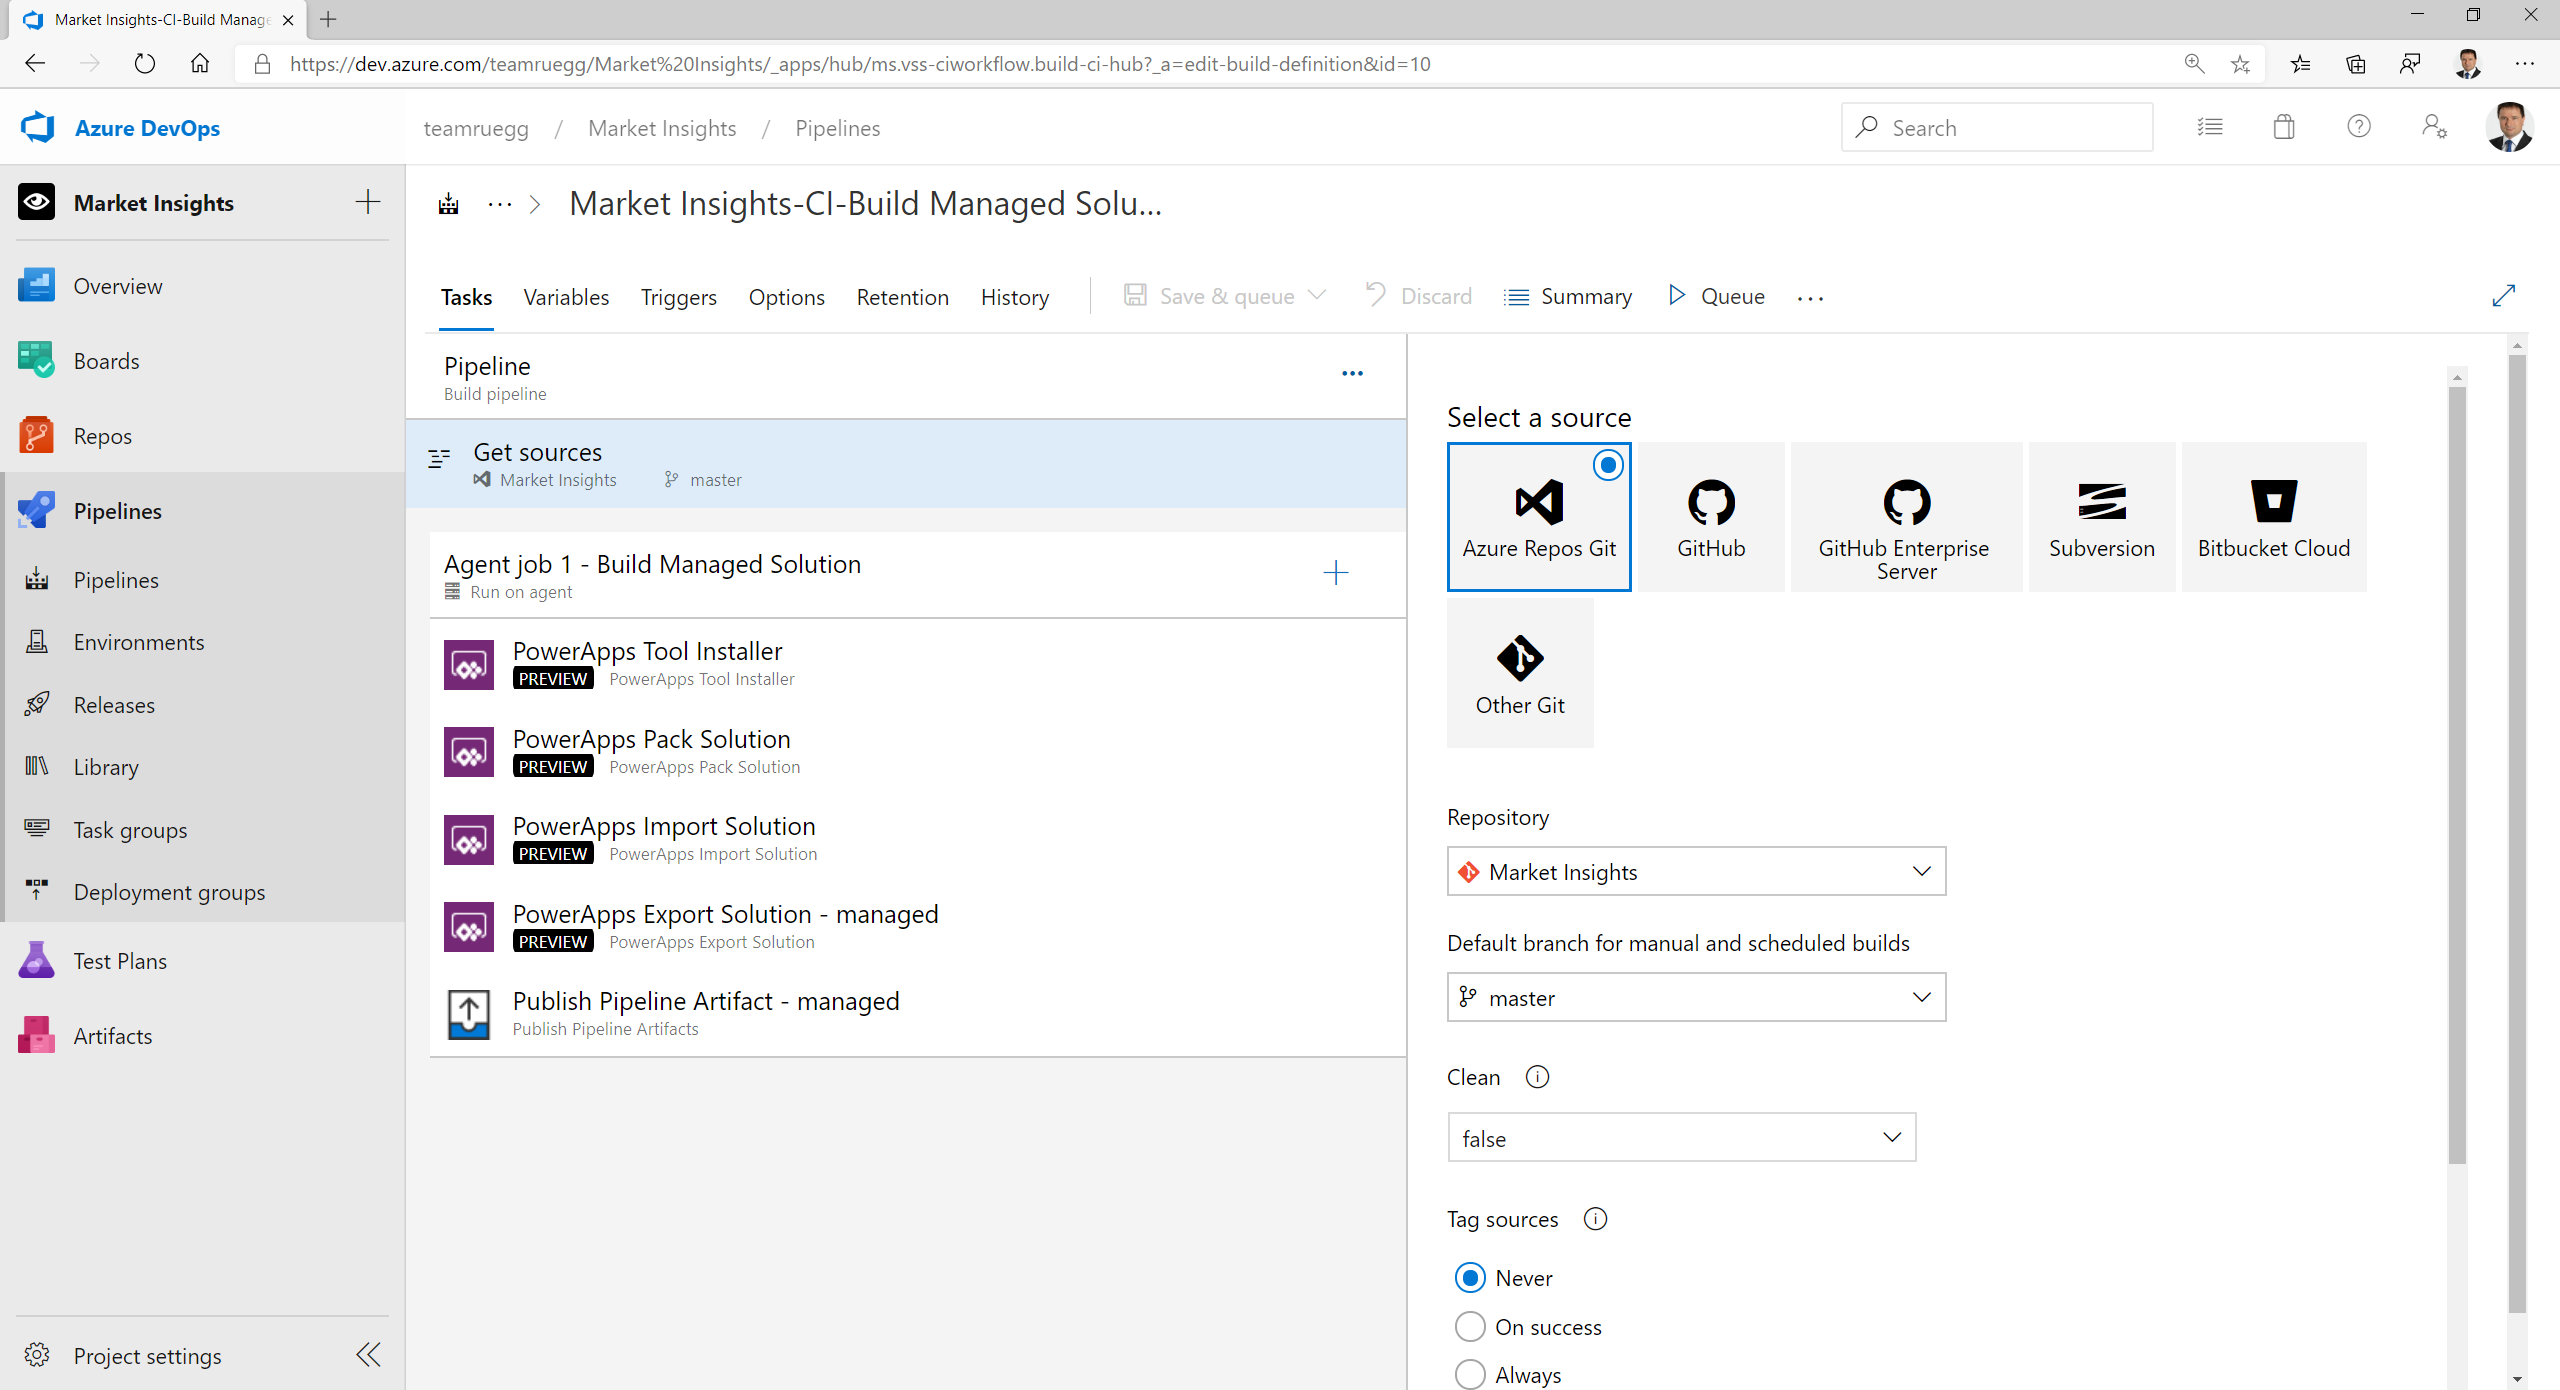 Market Insights-CI-Build Manage
https://dev.azure.com/teamruegg/Market%20Insights/_apps/hub/ms.vss-ciworkflow.build-ci-hub?_a=edit-build-definition&id=10
Azure DevOps
teamruegg / Market Insights / Pipelines
Search
Market Insights
Overview
Boards
Repos
Pipelines
Pipelines
Environments
Releases
Library
Task groups
Deployment groups
Test Plans
Artifacts
Project settings
... > Market Insights-CI-Build Managed Solu...
Tasks Variables Triggers Options Retention History Save & queue Discard Summary Queue ...
Pipeline
Build pipeline
Get sources
Market Insights master
Agent job 1 - Build Managed Solution
Run on agent
PowerApps Tool Installer
PREVIEW PowerApps Tool Installer
PowerApps Pack Solution
PREVIEW PowerApps Pack Solution
PowerApps Import Solution
PREVIEW PowerApps Import Solution
PowerApps Export Solution - managed
PREVIEW PowerApps Export Solution
Publish Pipeline Artifact - managed
Publish Pipeline Artifacts
Select a source
Azure Repos Git
GitHub
GitHub Enterprise
Server
Subversion
Bitbucket Cloud
Other Git
Repository
Market Insights
Default branch for manual and scheduled builds
master
Clean
false
Tag sources
Never
On success
Always